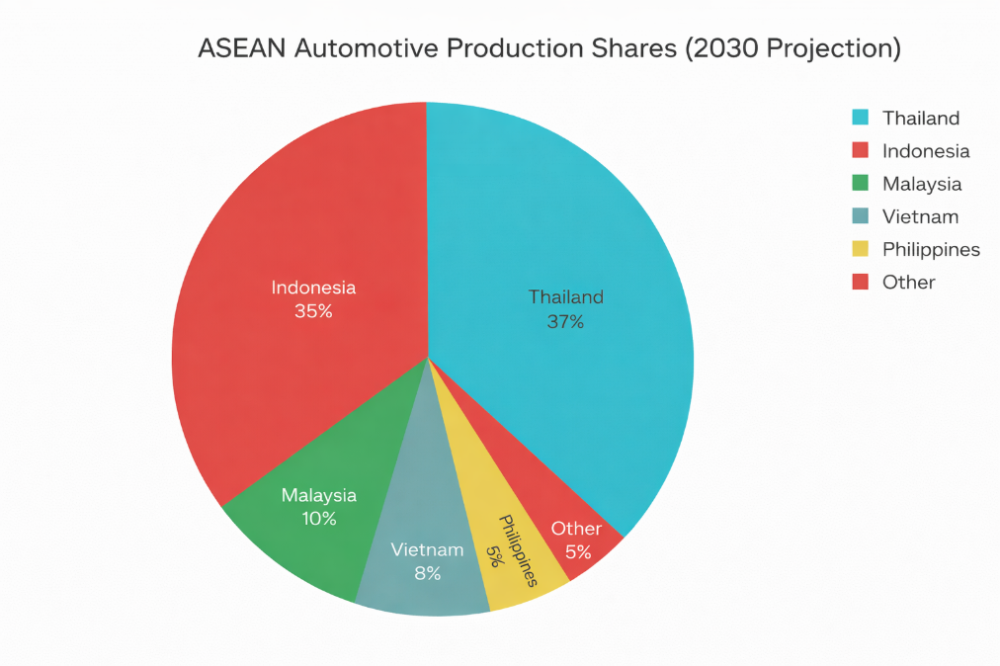 ASEAN Automotive Production Shares (2030 Projection)
Thailand
Indonesia
Malaysia
Vietnam
Philippines
Other
Indonesia
35%
Thailand
37%
Malaysia
10%
Vietnam
8%
Philippines
5%
Other
5%